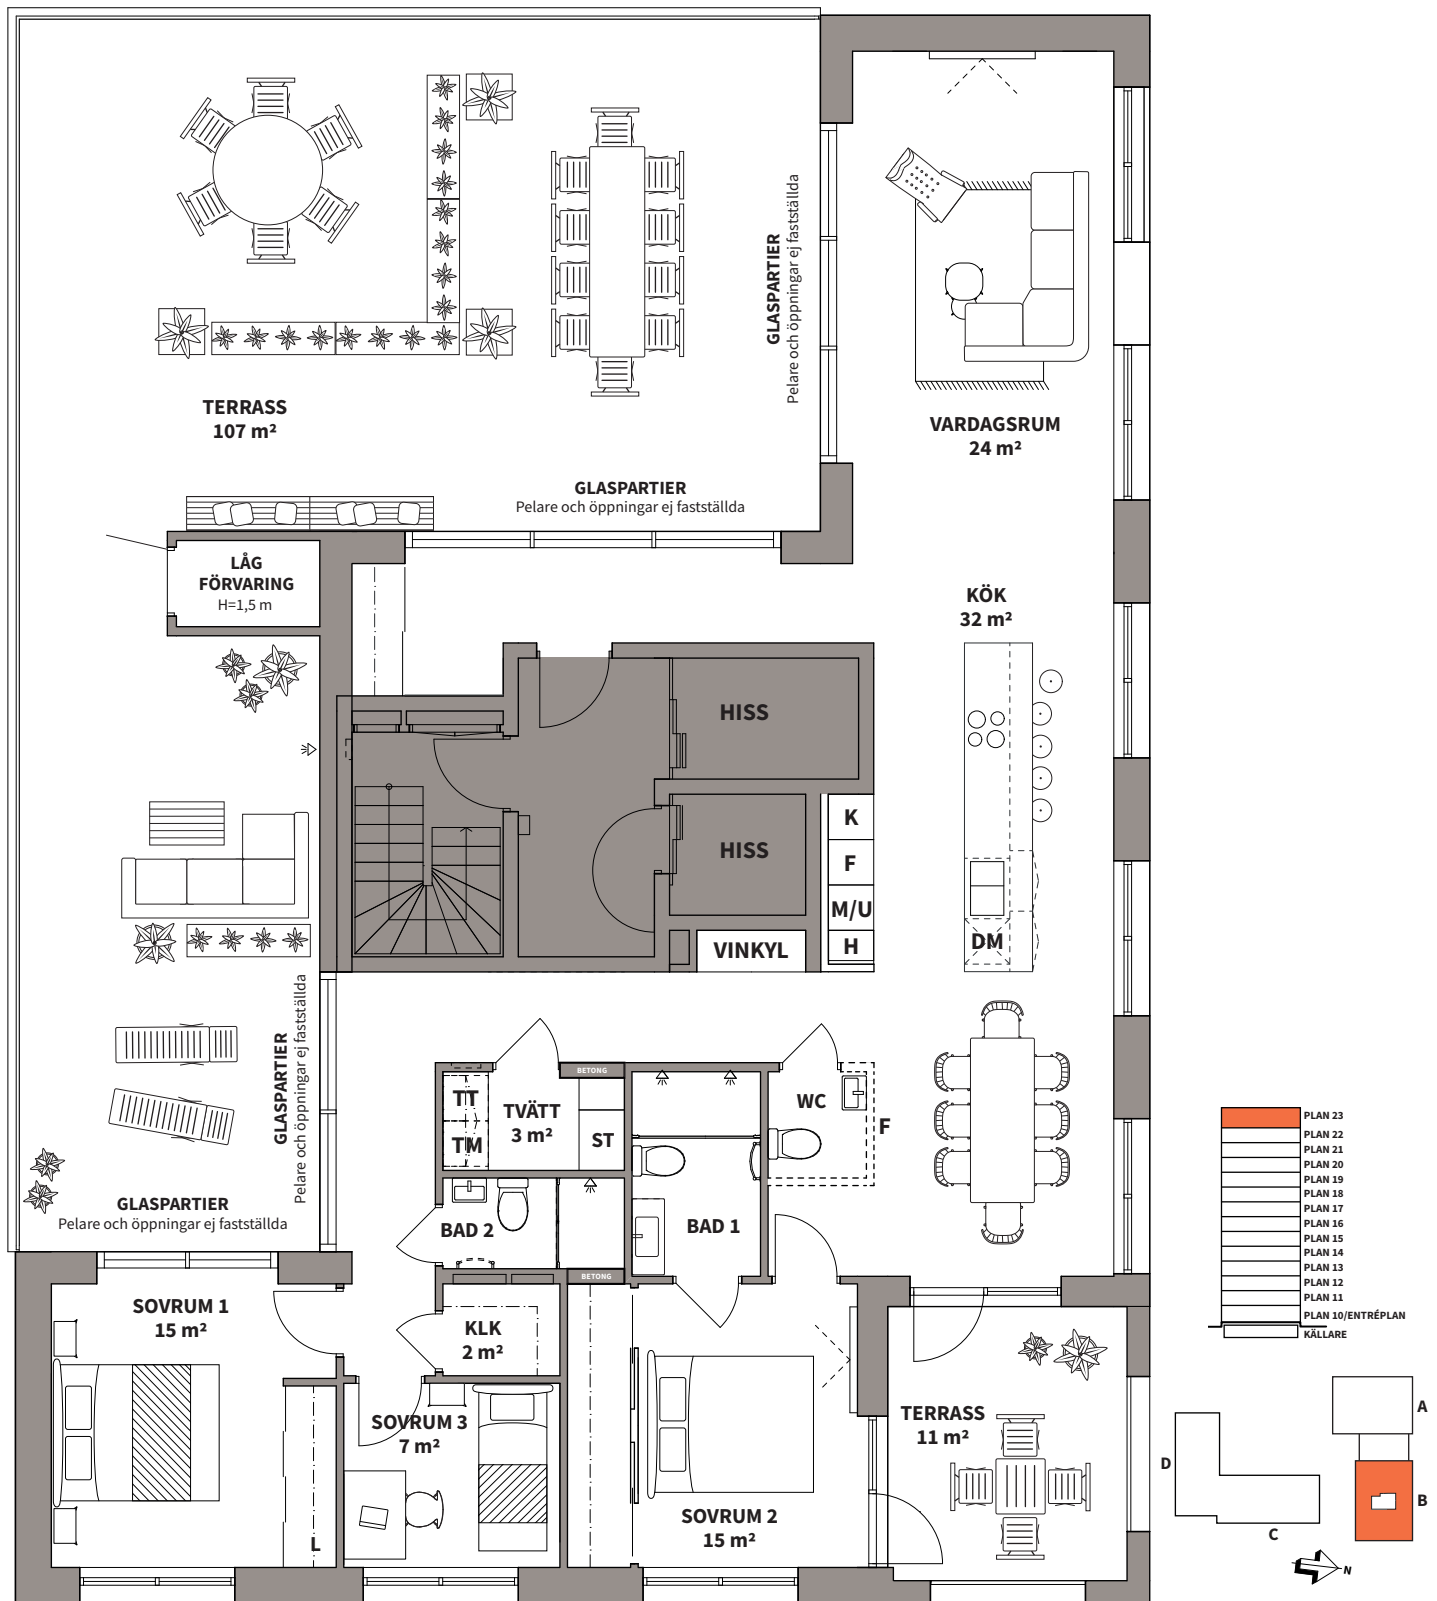 TERRASS
107 m²
GLASPARTIER
Pelare och öppningar ej fastställda
GLASPARTIER
Pelare och öppningar ej fastställda
VARDAGSRUM
24 m²
LÅG
FÖRVARING
H=1,5 m
KÖK
32 m²
HISS
HISS
K
F
M/U
H
VINKYL
DM
GLASPARTIER
Pelare och öppningar ej fastställda
GLASPARTIER
Pelare och öppningar ej fastställda
BETONG
TT
TM
TVÄTT
3 m²
ST
WC
F
BAD 2
BAD 1
BETONG
SOVRUM 1
15 m²
KLK
2 m²
SOVRUM 3
7 m²
L
SOVRUM 2
15 m²
TERRASS
11 m²
PLAN 23
PLAN 22
PLAN 21
PLAN 20
PLAN 19
PLAN 18
PLAN 17
PLAN 16
PLAN 15
PLAN 14
PLAN 13
PLAN 12
PLAN 11
PLAN 10/ENTRÉPLAN
KÄLLARE
A
D
B
C
N